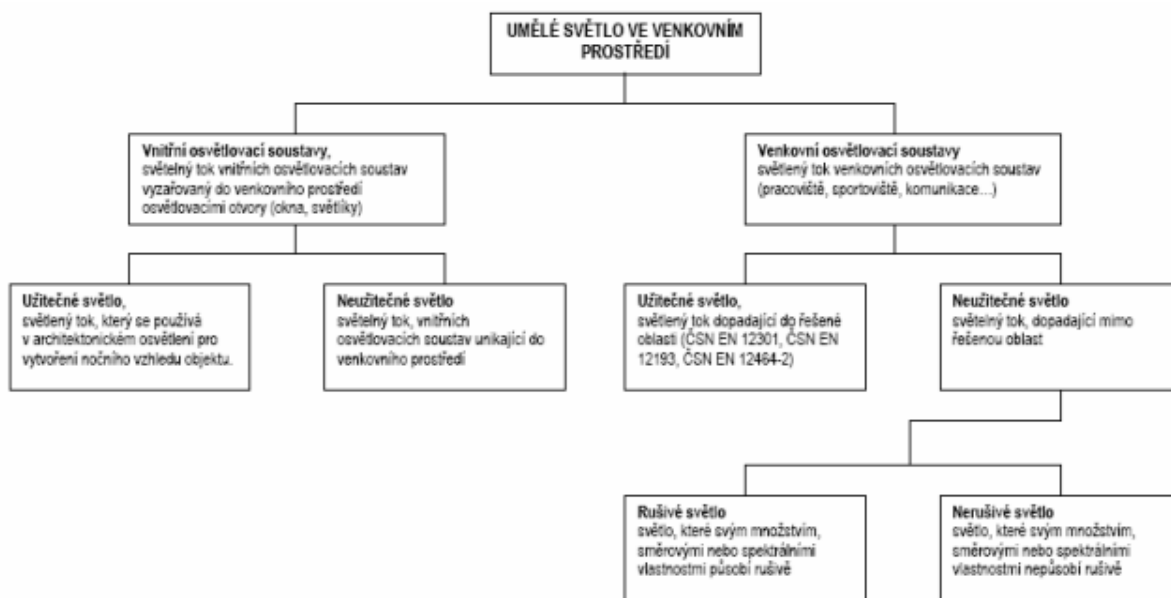 UMĚLÉ SVĚTLO VE VENKOVNÍM
PROSTŘEDÍ
Vnitřní osvětlovací soustavy,
světelný tok vnitřních osvětlovacích soustav
vyzařovaný do venkovního prostředí
osvětlovacími otvory (okna, světlíky)
Venkovní osvětlovací soustavy
světlený tok venkovních osvětlovacích soustav
(pracoviště, sportoviště, komunikace…)
Užitečné světlo,
světlený tok, který se používá
v architektonickém osvětlení pro
vytvoření nočního vzhledu objektu.
Neužitečné světlo
světelný tok, vnitřních
osvětlovacích soustav unikající do
venkovního prostředí
Užitečné světlo,
světlený tok dopadající do řešené
oblasti (ČSN EN 12301, ČSN EN
12193, ČSN EN 12464-2)
Neužitečné světlo
světelný tok, dopadající mimo
řešenou oblast
Rušivé světlo
světlo, které svým množstvím,
směrovými nebo spektrálními
vlastnostmi působí rušivě
Nerušivé světlo
světlo, které svým množstvím,
směrovými nebo spektrálními
vlastnostmi nepůsobí rušivě